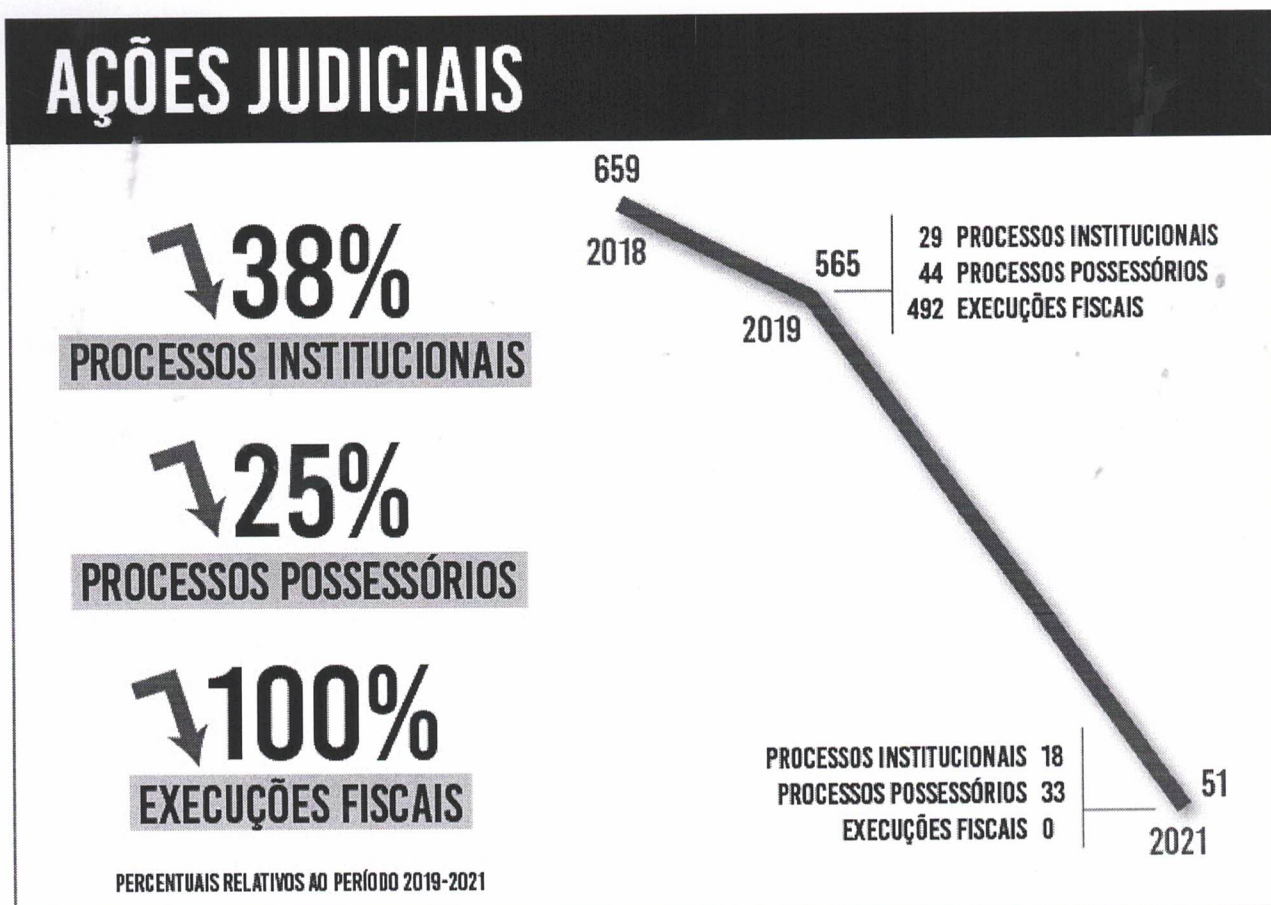 AÇÕES JUDICIAIS
38%
PROCESSOS INSTITUCIONAIS
25%
PROCESSOS POSSESSÓRIOS
100%
EXECUÇÕES FISCAIS
PERCENTUAIS RELATIVOS AO PERÍODO 2019-2021
659
2018
565
2019
29 PROCESSOS INSTITUCIONAIS
44 PROCESSOS POSSESSÓRIOS
492 EXECUÇÕES FISCAIS
PROCESSOS INSTITUCIONAIS 18
PROCESSOS POSSESSÓRIOS 33
EXECUÇÕES FISCAIS 0
51
2021